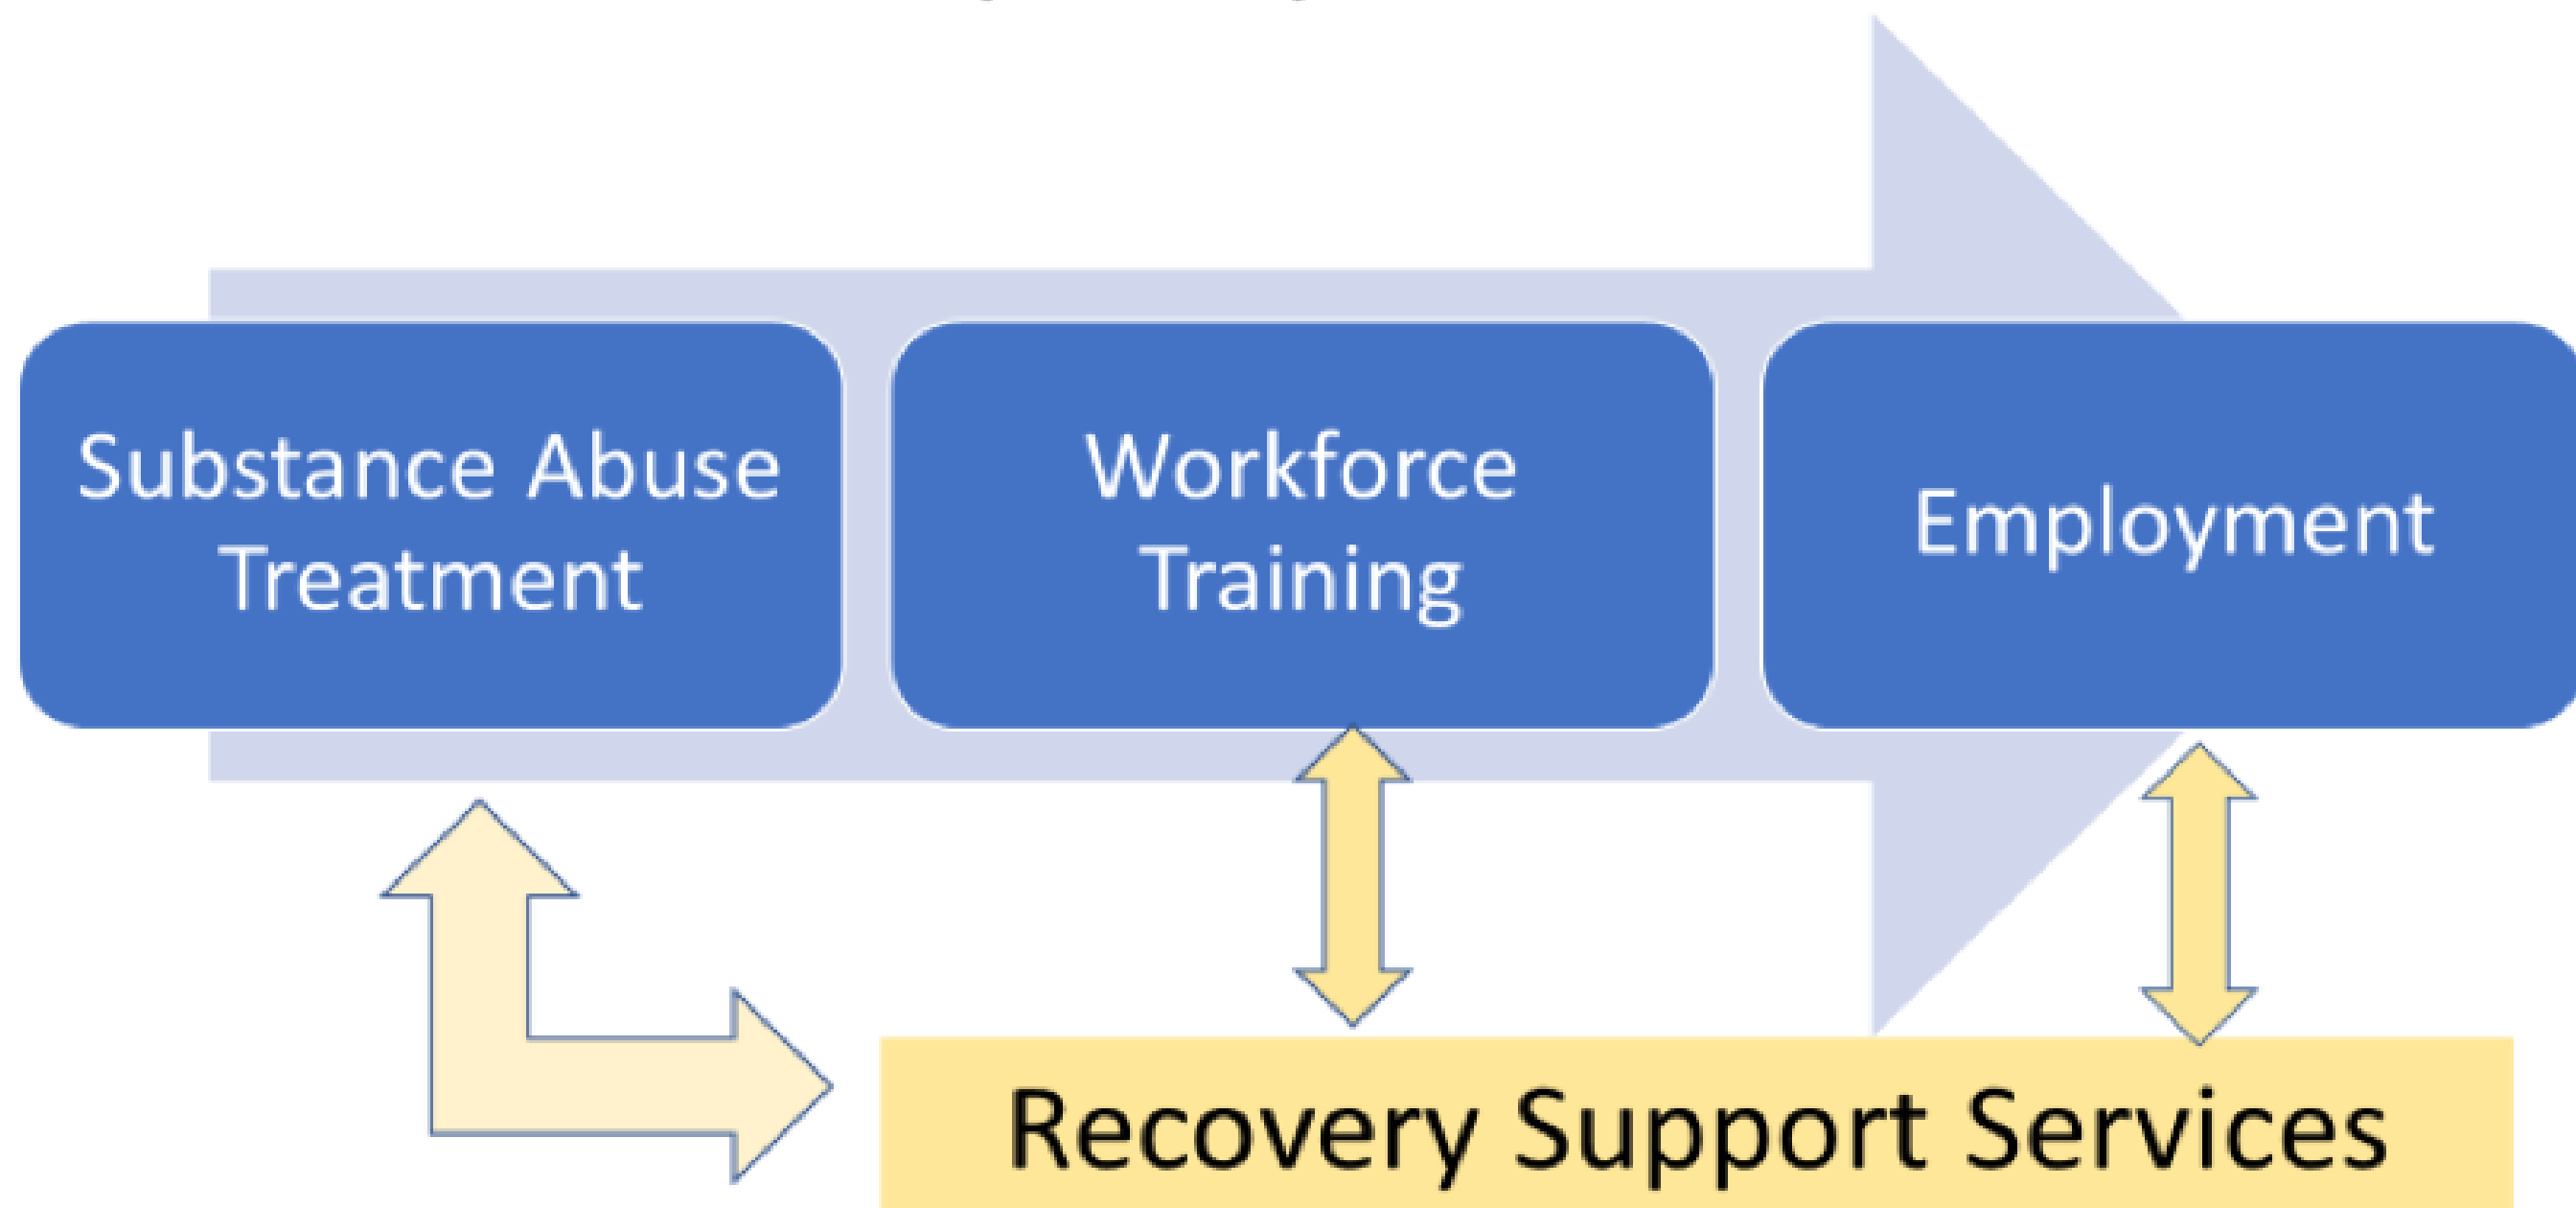 Substance Abuse
Treatment
Workforce
Training
Employment
Recovery Support Services